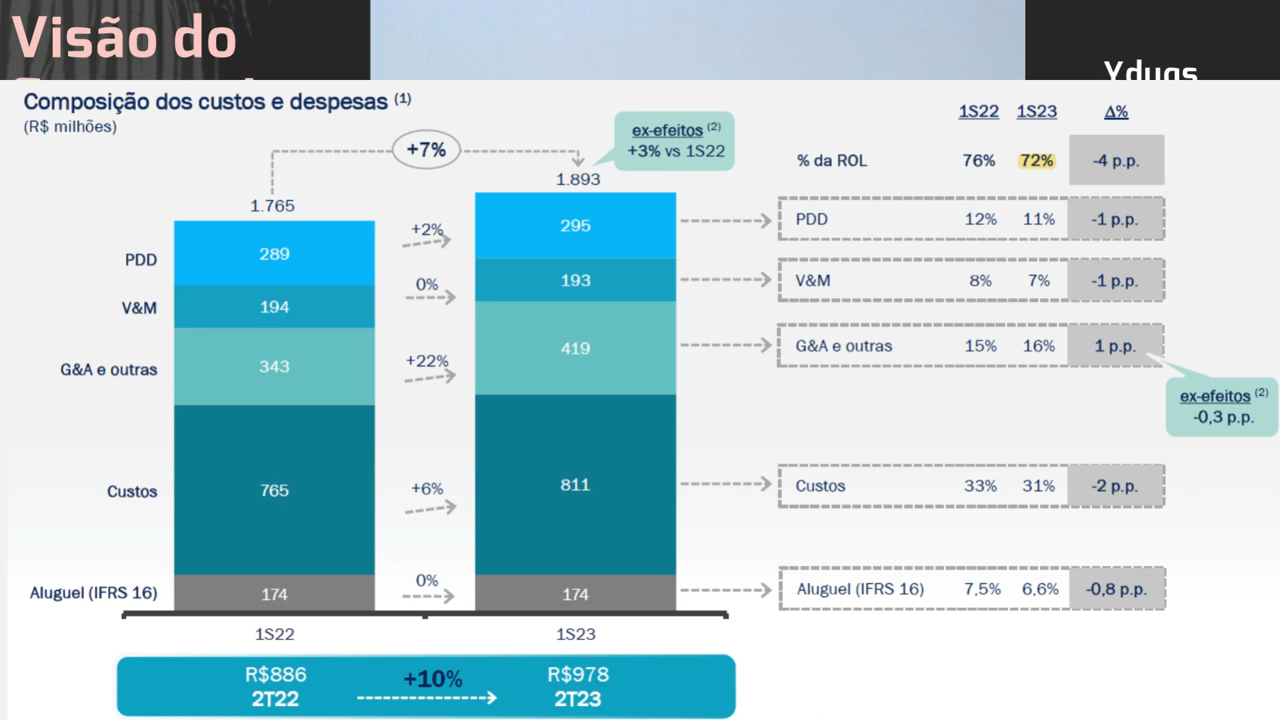 Visão do
Yduqs
Composição dos custos e despesas (1)
(R$ milhões)
+7%
ex-efeitos (2)
+3% vs 1S22
1.765
1.893
PDD
289
+2%
295
V&M
194
0%
193
G&A e outras
343
+22%
419
Custos
765
+6%
811
Aluguel (IFRS 16)
174
0%
174
1S22
1S23
R$886
2T22
+10%
R$978
2T23
1S22 1S23 Δ%
% da ROL 76% 72% -4 p.p.
PDD 12% 11% -1 p.p.
V&M 8% 7% -1 p.p.
G&A e outras 15% 16% 1 p.p.
ex-efeitos (2)
-0,3 p.p.
Custos 33% 31% -2 p.p.
Aluguel (IFRS 16) 7,5% 6,6% -0,8 p.p.